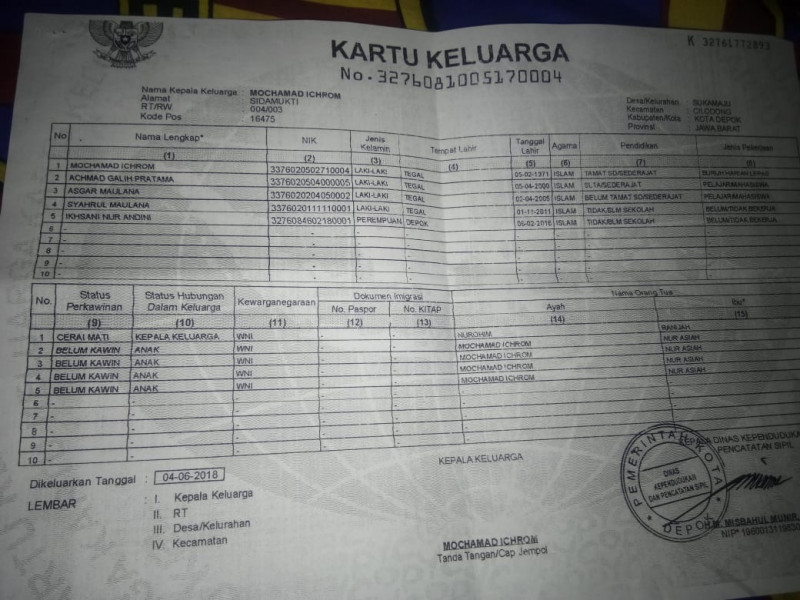 K 32761772893
KARTU KELUARGA
No. 3276081005170004
Nama Kepala Keluarga : MOCHAMAD ICHROM
Alamat : SIDAMUKTI
RT/RW : 004/003
Kode Pos : 16475
Desa/Kelurahan : SUKAMAJU
Kecamatan : CILODONG
Kabupaten/Kota : KOTA DEPOK
Provinsi : JAWA BARAT
No Nama Lengkap* NIK Jenis Kelamin Tempat Lahir Tanggal Lahir Agama Pendidikan Jenis Pekerjaan
(1) (2) (3) (4) (5) (6) (7) (8)
1 MOCHAMAD ICHROM 3376020502710004 LAKI-LAKI TEGAL 05-02-1971 ISLAM TAMAT SD/SEDERAJAT BURUH HARIAN LEPAS
2 ACHMAD GALIH PRATAMA 3376020504000005 LAKI-LAKI TEGAL 05-04-2000 ISLAM SLTA/SEDERAJAT PELAJAR/MAHASISWA
3 ASGAR MAULANA 3376020204050002 LAKI-LAKI TEGAL 02-04-2005 ISLAM BELUM TAMAT SD/SEDERAJAT PELAJAR/MAHASISWA
4 SYAHRUL MAULANA 3376020111110001 LAKI-LAKI TEGAL 01-11-2011 ISLAM TIDAK/BLM SEKOLAH BELUM/TIDAK BEKERJA
5 IKHSANI NUR ANDINI 3276084602180001 PEREMPUAN DEPOK 06-02-2018 ISLAM TIDAK/BLM SEKOLAH BELUM/TIDAK BEKERJA
6 -
7 -
8 -
9 -
10 -
No. Status Perkawinan Status Hubungan Dalam Keluarga Kewarganegaraan Dokumen Imigrasi Nama Orang Tua
No. Paspor No. KITAP Ayah Ibu*
(9) (10) (11) (12) (13) (14) (15)
1 CERAI MATI KEPALA KELUARGA WNI - - NUROHIM
2 BELUM KAWIN ANAK WNI - - MOCHAMAD ICHROM NUR ASIAH
3 BELUM KAWIN ANAK WNI - - MOCHAMAD ICHROM NUR ASIAH
4 BELUM KAWIN ANAK WNI - - MOCHAMAD ICHROM NUR ASIAH
5 BELUM KAWIN ANAK WNI - - MOCHAMAD ICHROM NUR ASIAH
6 -
7 -
8 -
9 -
10 -
Dikeluarkan Tanggal : 04-06-2018
LEMBAR : I. Kepala Keluarga
II. RT
III. Desa/Kelurahan
IV. Kecamatan
KEPALA KELUARGA
MOCHAMAD ICHROM
Tanda Tangan/Cap Jempol
KEPALA DINAS KEPENDUDUKA
PENCATATAN SIPIL
PEMERINTAH KOTA
DINAS
KEPENDUDUKAN
DAN PENCATATAN SIPIL
DEPOK
MISBAHUL MUNIR